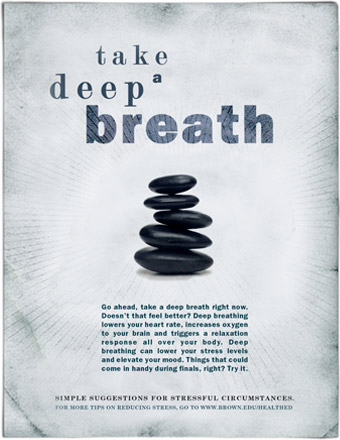 take
deep a
breath
Go ahead, take a deep breath right now.
Doesn't that feel better? Deep breathing
lowers your heart rate, increases oxygen
to your brain and triggers a relaxation
response all over your body. Deep
breathing can lower your stress levels
and elevate your mood. Things that could
come in handy during finals, right? Try it.
SIMPLE SUGGESTIONS FOR STRESSFUL CIRCUMSTANCES.
FOR MORE TIPS ON REDUCING STRESS, GO TO WWW.BROWN.EDU/HEALTHED